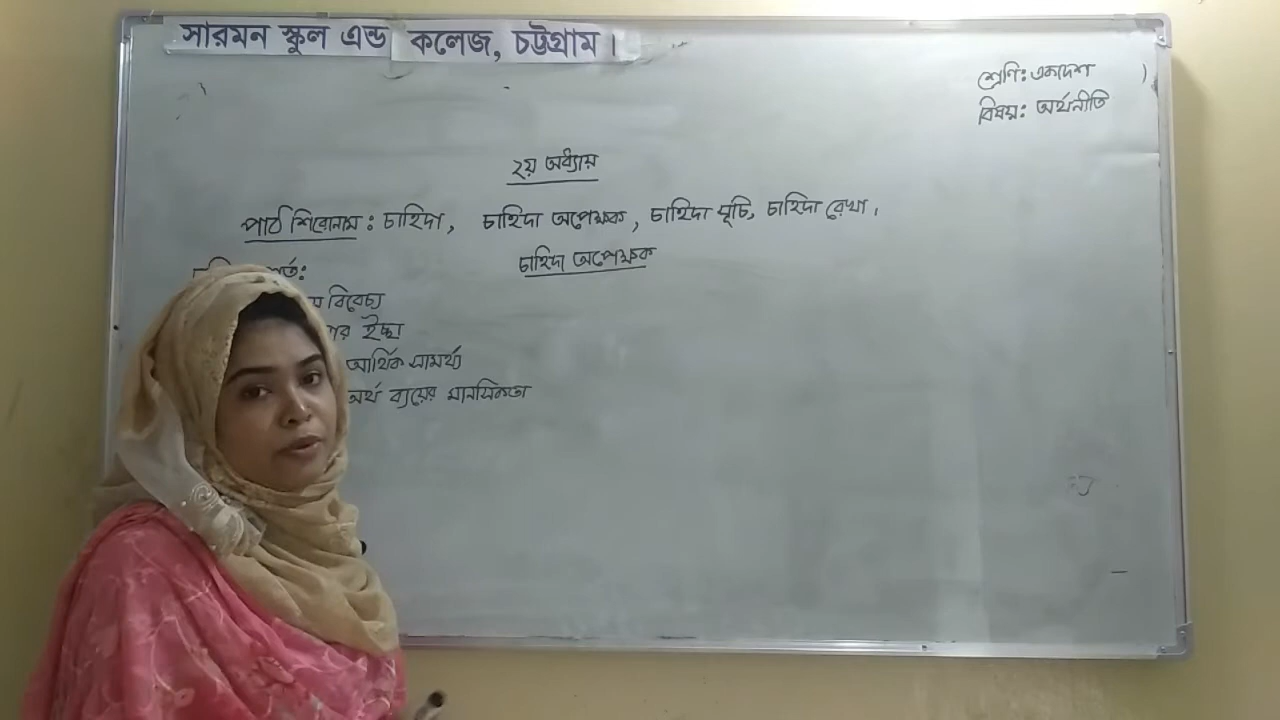 সারমন স্কুল এন্ড কলেজ, চট্টগ্রাম।
শ্রেণি: একাদশ
বিষয়: অর্থনীতি
২য় অধ্যায়
পাঠ শিরোনাম: চাহিদা, চাহিদা অপেক্ষক, চাহিদা সূচি, চাহিদা রেখা।
চাহিদা অপেক্ষক
বিবেচ্য
ইচ্ছা
আর্থিক সামর্থ্য
অর্থ ব্যয়ের মানসিকতা